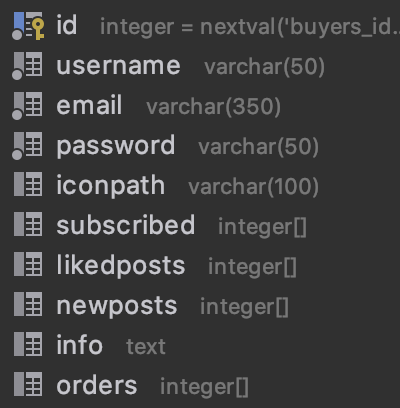 id integer = nextval('buyers_id...
username varchar(50)
email varchar(350)
password varchar(50)
iconpath varchar(100)
subscribed integer[]
likedposts integer[]
newposts integer[]
info text
orders integer[]